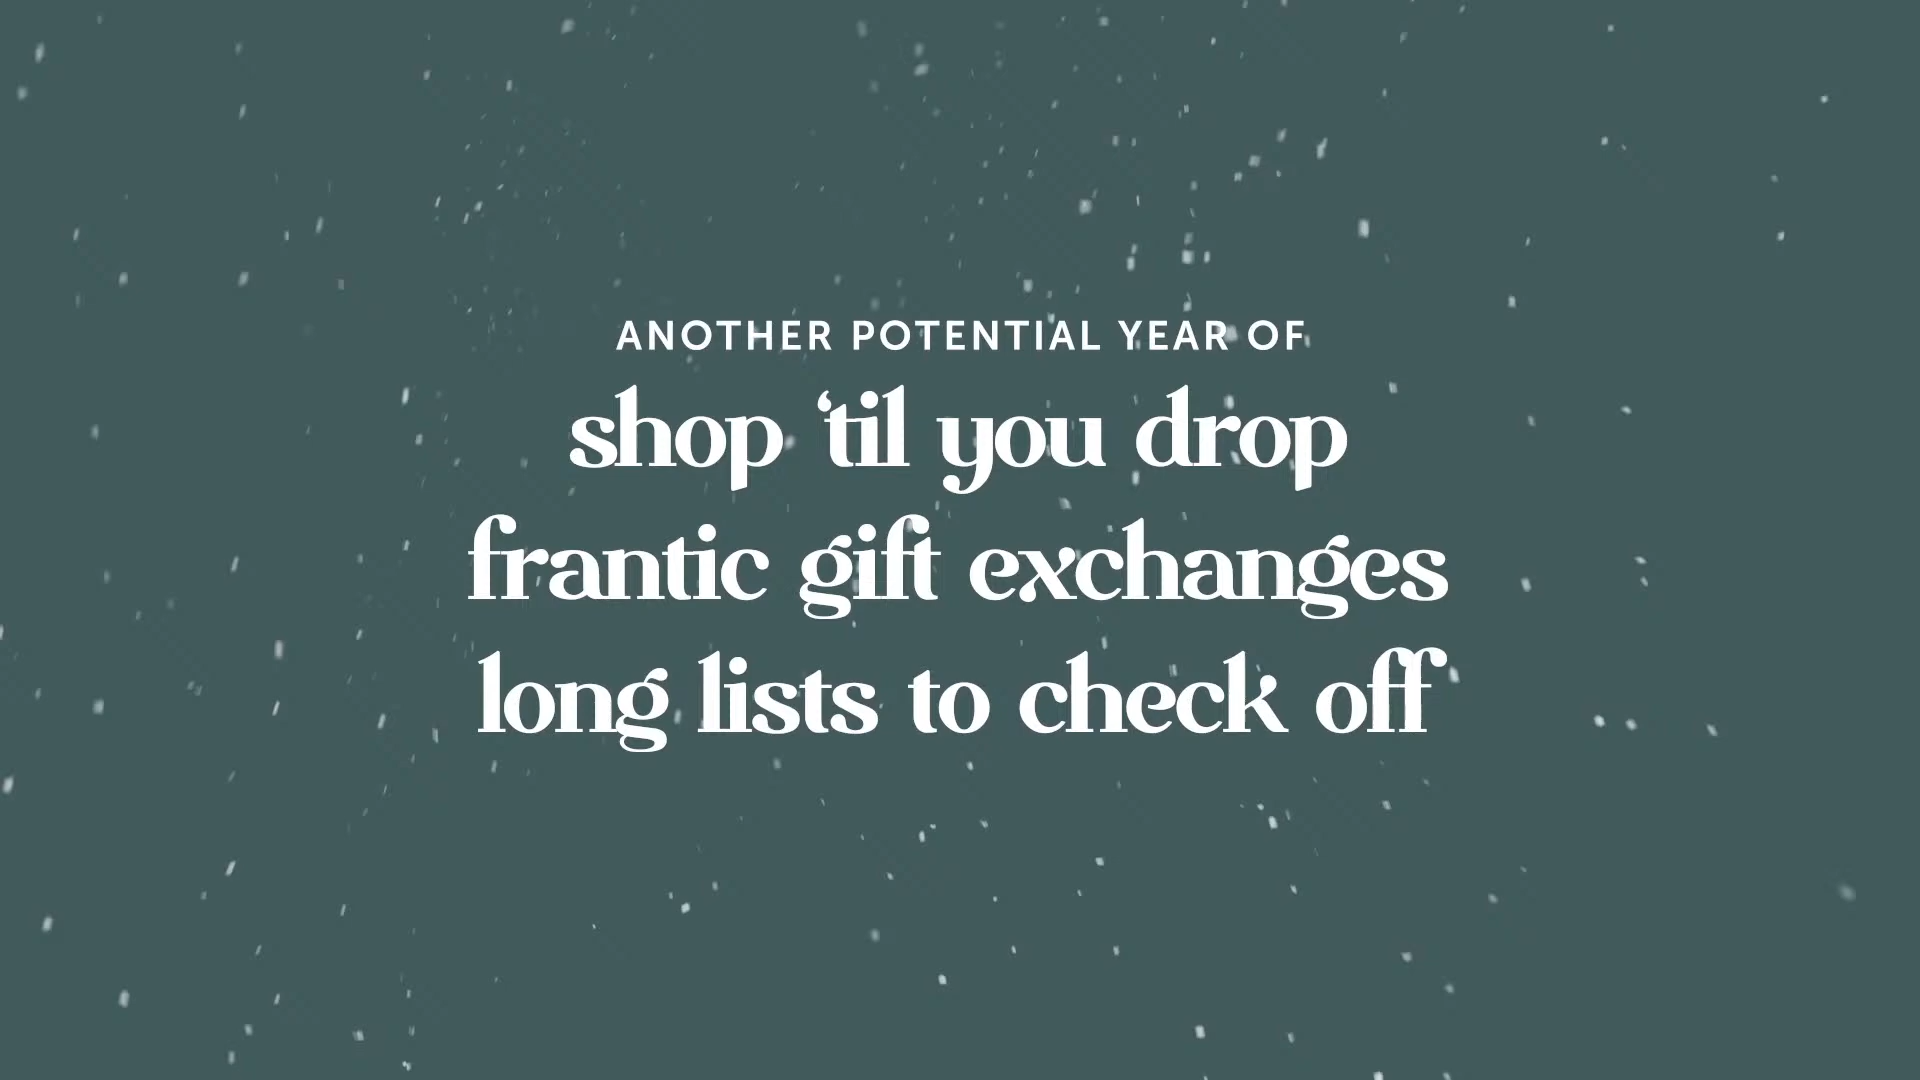 ANOTHER POTENTIAL YEAR OF
shop ‘til you drop
frantic gift exchanges
long lists to check off